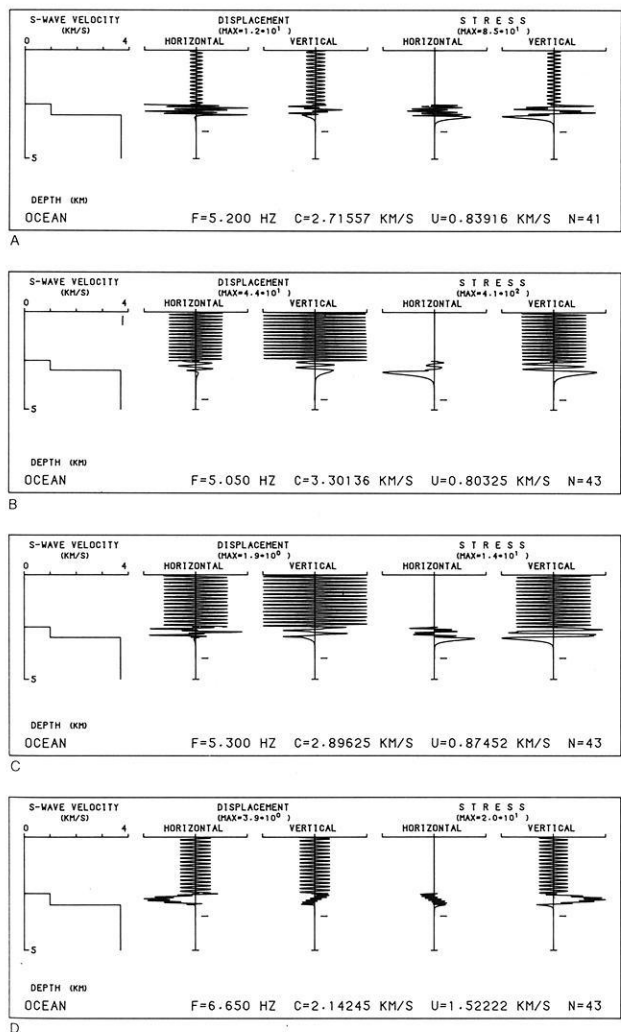 S-WAVE VELOCITY DISPLACEMENT S T R E S S
(KM/S) (MAX=1.2*10¹ ) (MAX=8.5*10¹ )
0 4 HORIZONTAL VERTICAL HORIZONTAL VERTICAL
5
DEPTH (KM)
OCEAN F=5.200 HZ C=2.71557 KM/S U=0.83916 KM/S N=41
A
S-WAVE VELOCITY DISPLACEMENT S T R E S S
(KM/S) (MAX=4.4*10¹ ) (MAX=4.1*10² )
0 4 HORIZONTAL VERTICAL HORIZONTAL VERTICAL
5
DEPTH (KM)
OCEAN F=5.050 HZ C=3.30136 KM/S U=0.80325 KM/S N=43
B
S-WAVE VELOCITY DISPLACEMENT S T R E S S
(KM/S) (MAX=1.9*10⁰ ) (MAX=1.4*10¹ )
0 4 HORIZONTAL VERTICAL HORIZONTAL VERTICAL
5
DEPTH (KM)
OCEAN F=5.300 HZ C=2.89625 KM/S U=0.87452 KM/S N=43
C
S-WAVE VELOCITY DISPLACEMENT S T R E S S
(KM/S) (MAX=3.9*10⁰ ) (MAX=2.0*10¹ )
0 4 HORIZONTAL VERTICAL HORIZONTAL VERTICAL
5
DEPTH (KM)
OCEAN F=6.650 HZ C=2.14245 KM/S U=1.52222 KM/S N=43
D